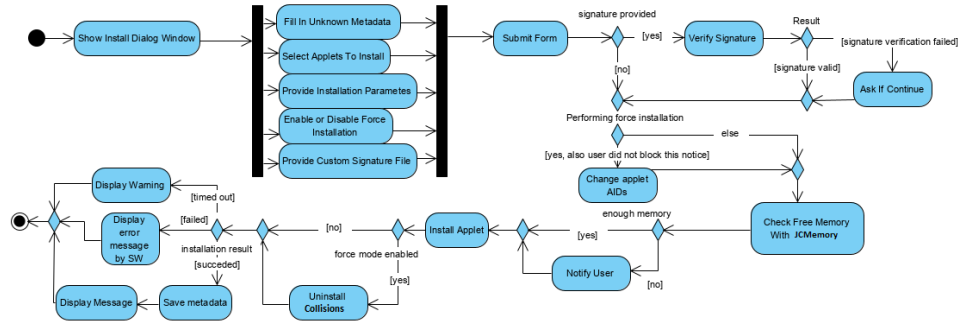 Show Install Dialog Window
Fill In Unknown Metadata
Select Applets To Install
Provide Installation Parametes
Enable or Disable Force
Installation
Provide Custom Signature File
Submit Form
signature provided
[yes]
[no]
Verify Signature
Result
[signature verification failed]
[signature valid]
Ask If Continue
Performing force installation
else
[yes, also user did not block this notice]
Change applet
AIDs
Check Free Memory
With JCMemory
enough memory
[yes]
[no]
Notify User
Install Applet
force mode enabled
[no]
[yes]
Uninstall
Collisions
installation result
[timed out]
[failed]
[succeded]
Display Warning
Display
error
message
by SW
Save metadata
Display Message